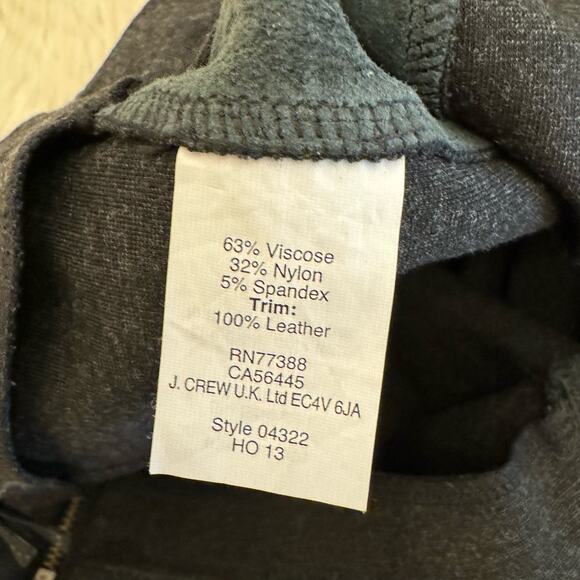 63% Viscose
32% Nylon
5% Spandex
Trim:
100% Leather
RN77388
CA56445
J. CREW U.K. Ltd EC4V 6JA
Style 04322
HO 13